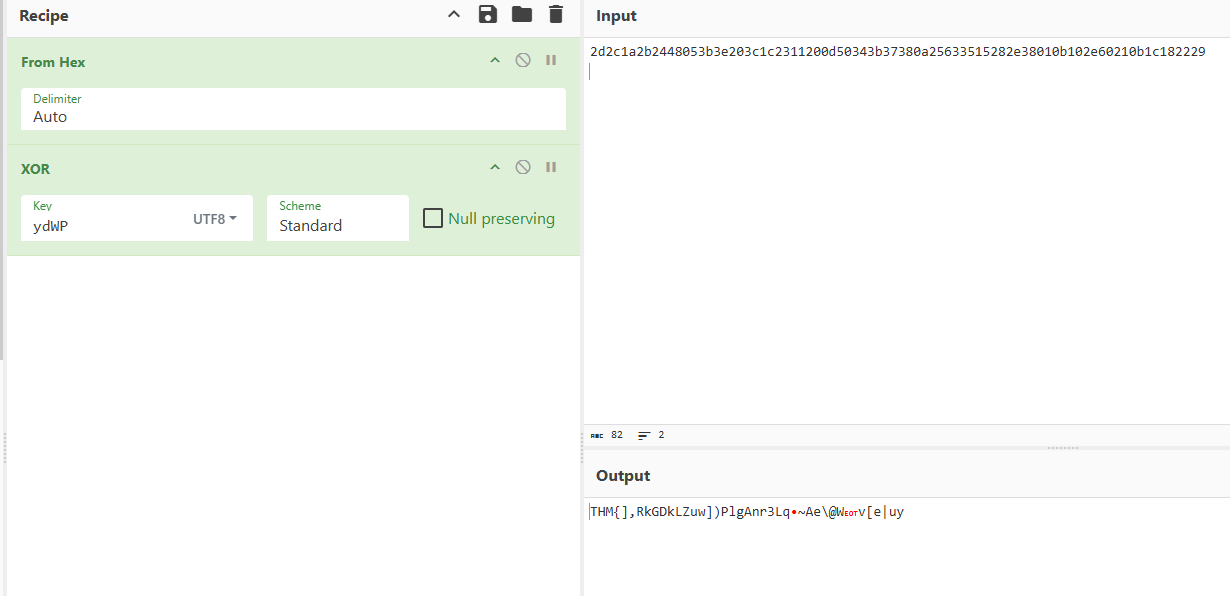 Recipe
From Hex
Delimiter
Auto
XOR
Key
ydWP
UTF8
Scheme
Standard
Null preserving
Input
2d2c1a2b2448053b3e203c1c2311200d50343b37380a25633515282e38010b102e60210b1c182229
ABC 82 2
Output
THM{],RkGDkLZuw])PlgAnr3Lq•~Ae\@WEOTv[e|uy